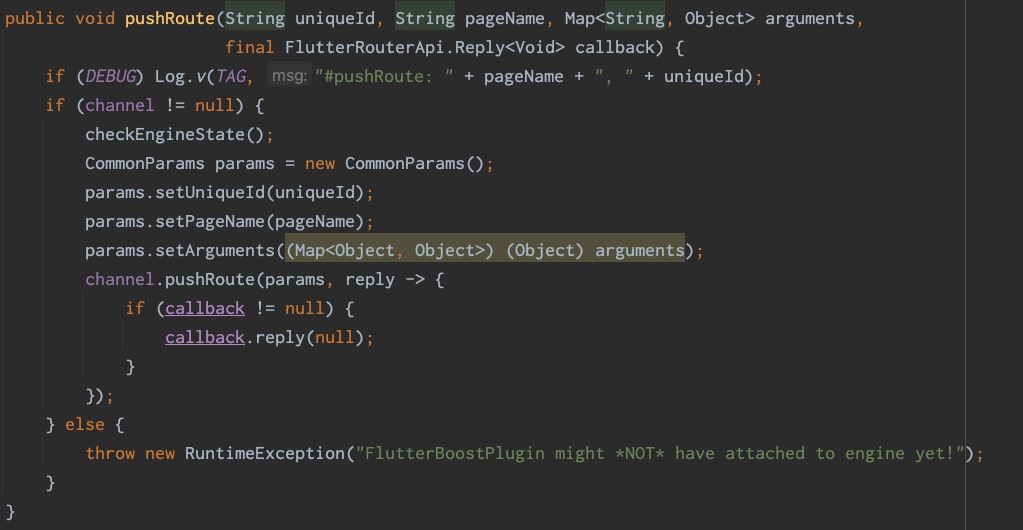 public void pushRoute(String uniqueId, String pageName, Map<String, Object> arguments,
                      final FlutterRouterApi.Reply<Void> callback) {
    if (DEBUG) Log.v(TAG, msg: "#pushRoute: " + pageName + ", " + uniqueId);
    if (channel != null) {
        checkEngineState();
        CommonParams params = new CommonParams();
        params.setUniqueId(uniqueId);
        params.setPageName(pageName);
        params.setArguments((Map<Object, Object>) (Object) arguments);
        channel.pushRoute(params, reply -> {
            if (callback != null) {
                callback.reply(null);
            }
        });
    } else {
        throw new RuntimeException("FlutterBoostPlugin might *NOT* have attached to engine yet!");
    }
}